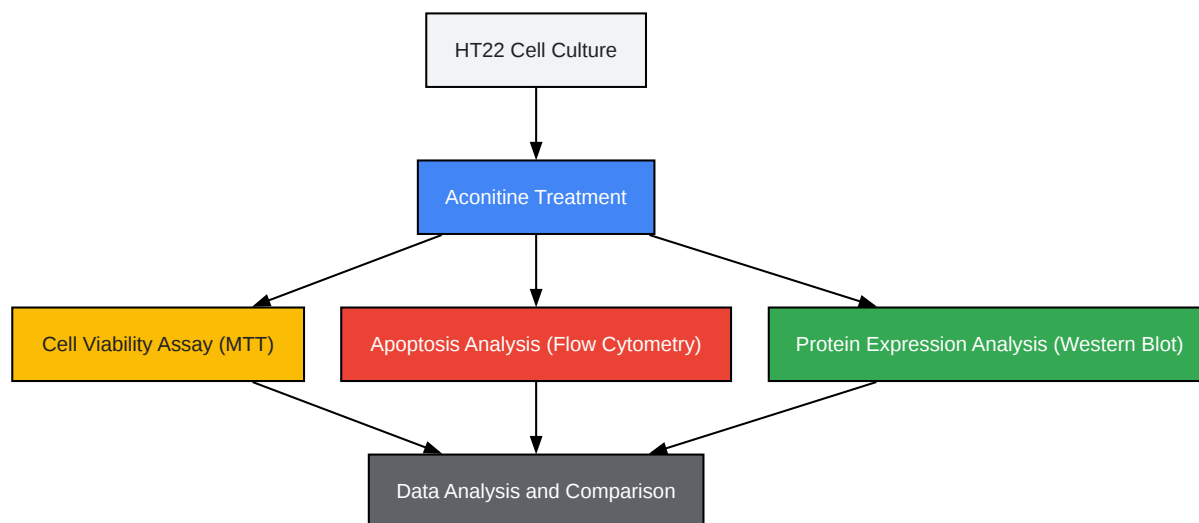 HT22 Cell Culture
Aconitine Treatment
Cell Viability Assay (MTT)
Apoptosis Analysis (Flow Cytometry)
Protein Expression Analysis (Western Blot)
Data Analysis and Comparison